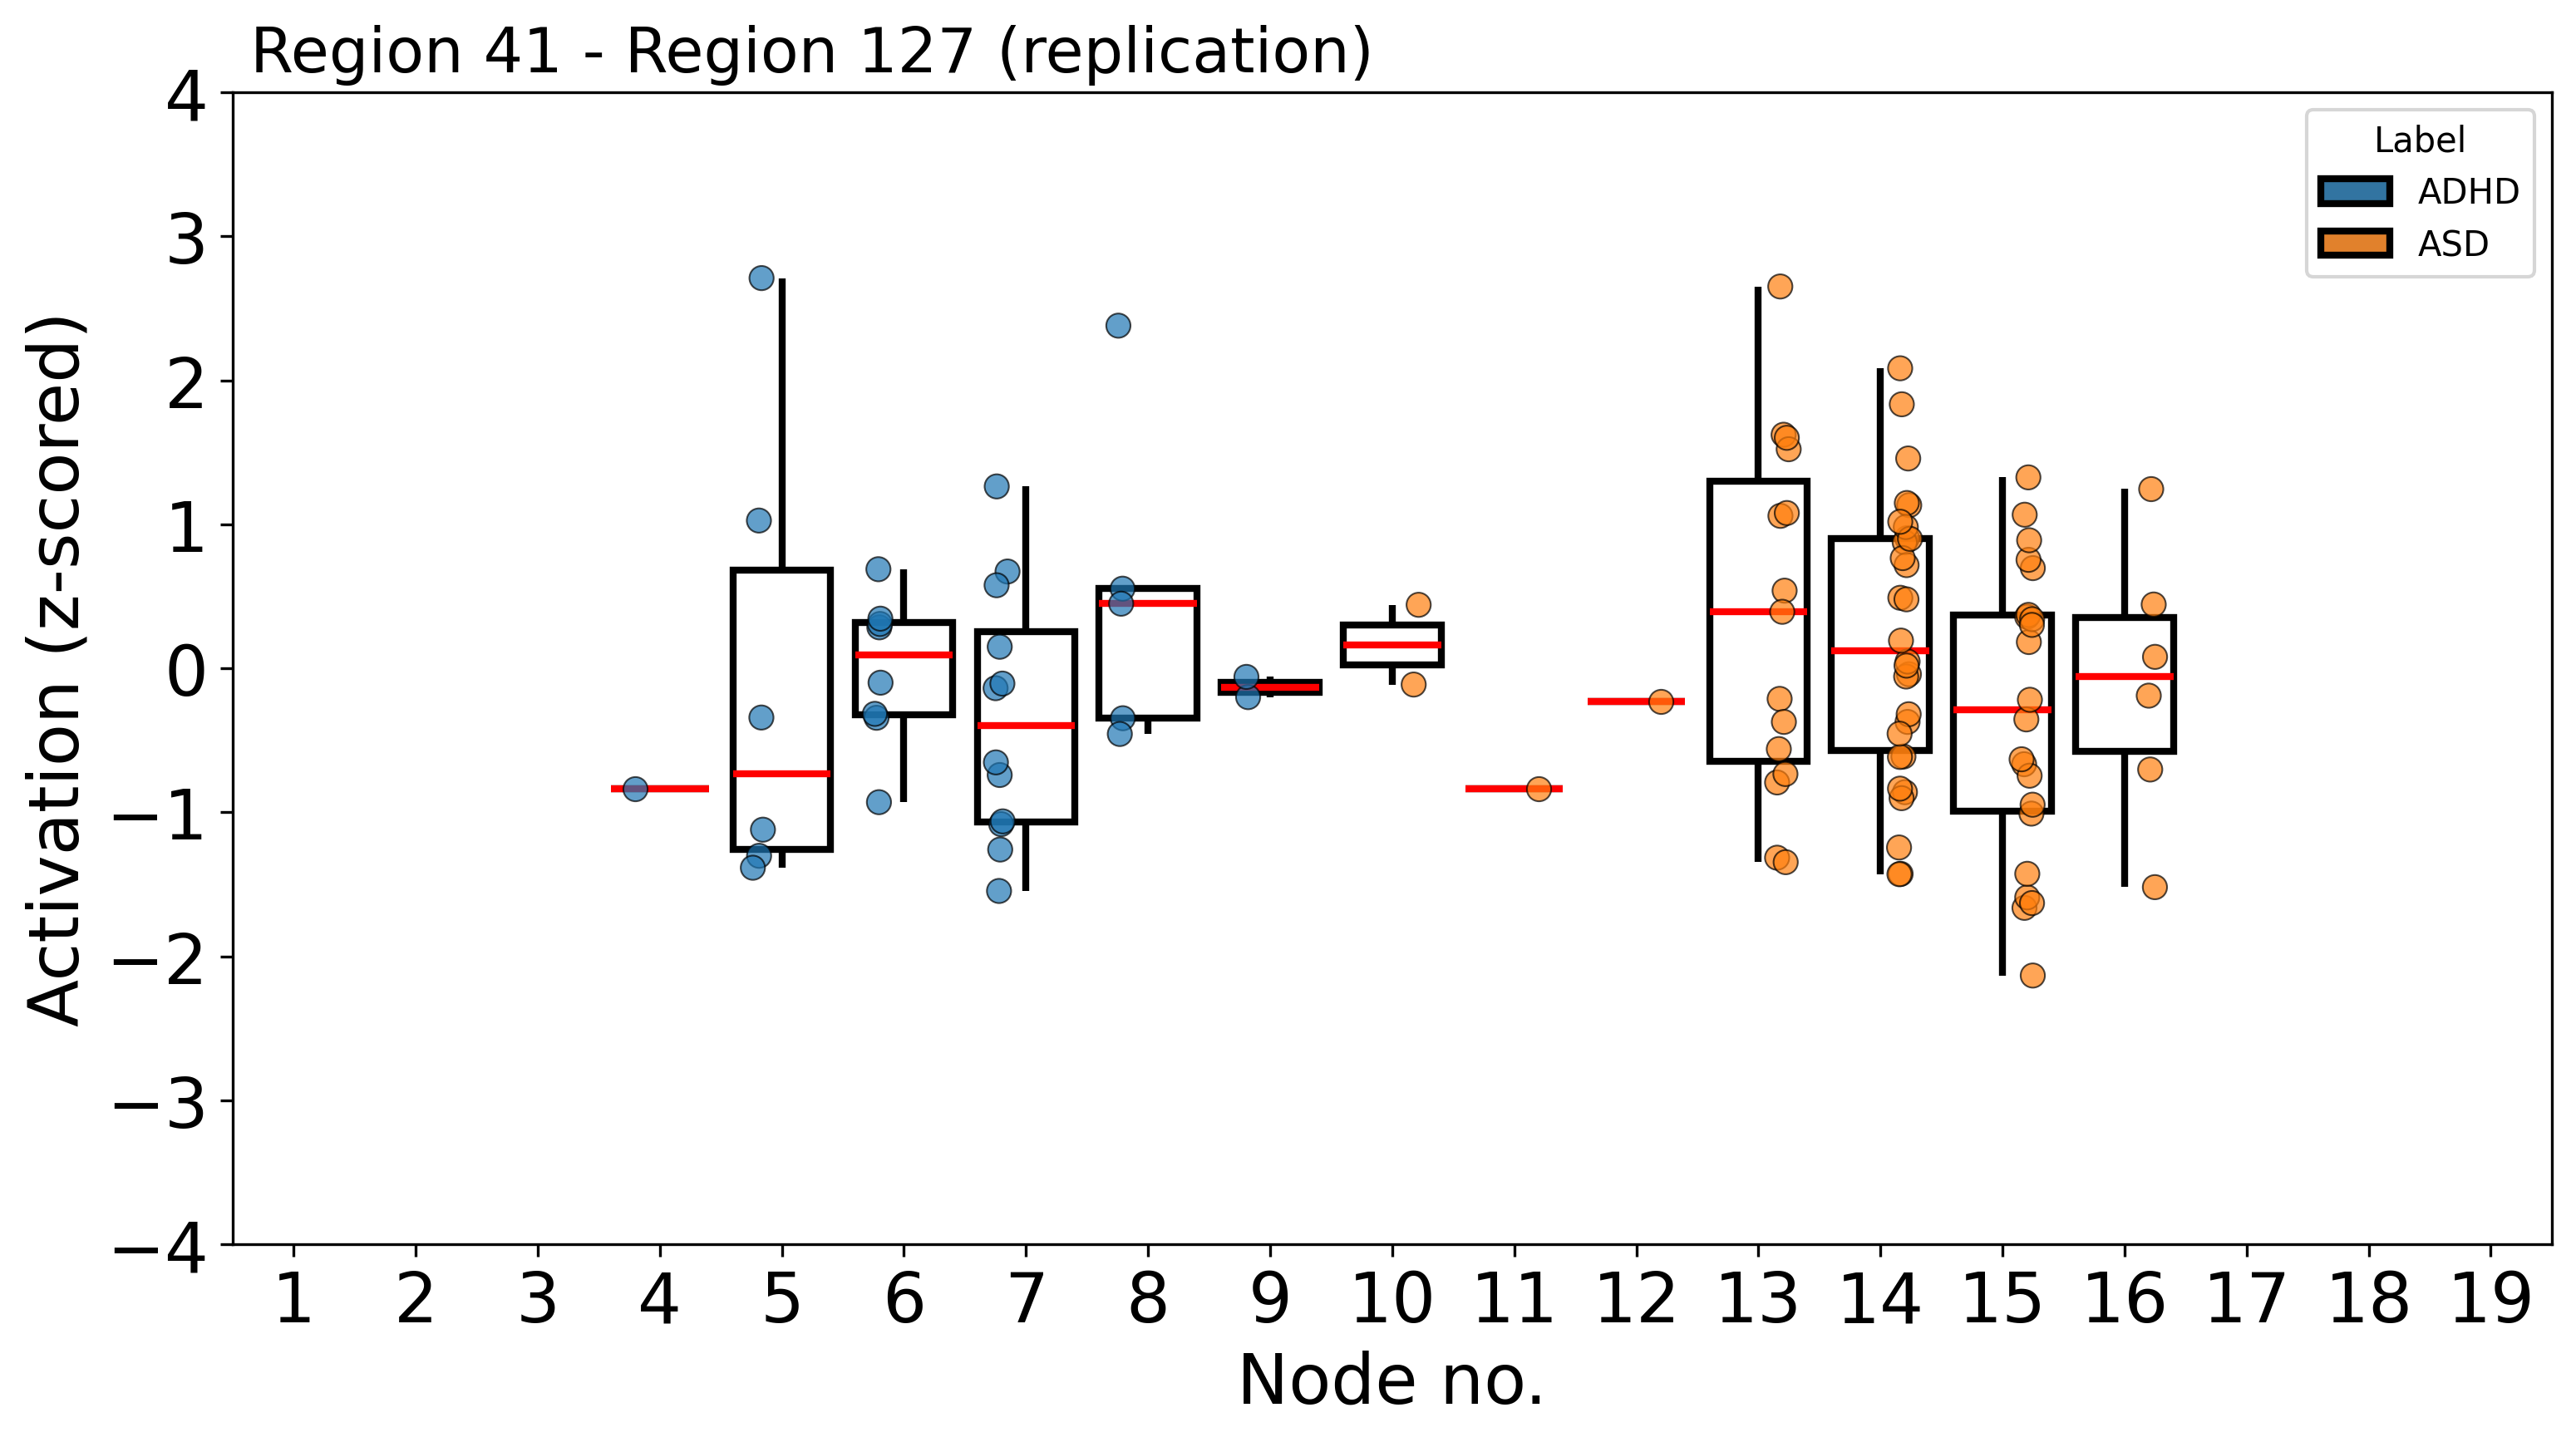 Region 41 - Region 127 (replication)
4
3
2
1
0
−1
−2
−3
−4
Activation (z-scored)
Label
ADHD
ASD
1 2 3 4 5 6 7 8 9 10 11 12 13 14 15 16 17 18 19
Node no.